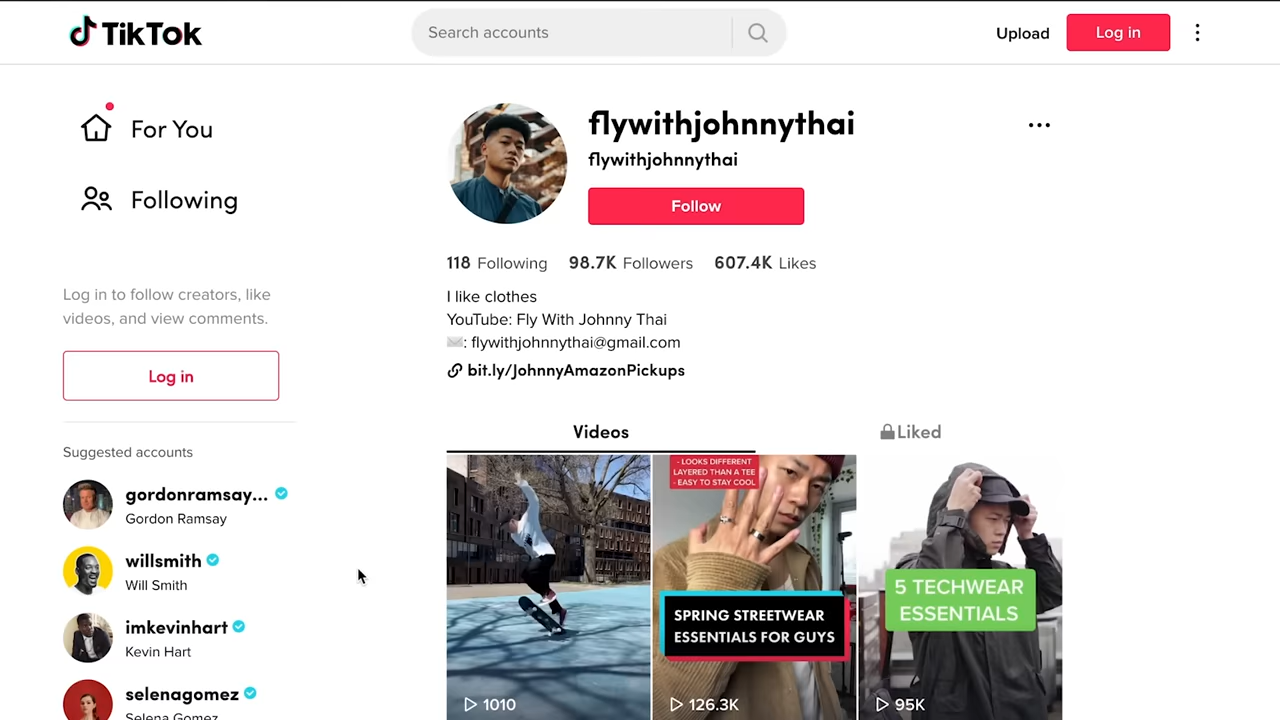 TikTok
Search accounts
Upload
Log in
For You
Following
Log in to follow creators, like
videos, and view comments.
Log in
Suggested accounts
gordonramsay...
Gordon Ramsay
willsmith
Will Smith
imkevinhart
Kevin Hart
selenagomez
Selena Gomez
flywithjohnnythai
flywithjohnnythai
Follow
118 Following 98.7K Followers 607.4K Likes
I like clothes
YouTube: Fly With Johnny Thai
✉️: flywithjohnnythai@gmail.com
bit.ly/JohnnyAmazonPickups
Videos
Liked
1010
- LOOKS DIFFERENT
LAYERED THAN A TEE
- EASY TO STAY COOL
SPRING STREETWEAR
ESSENTIALS FOR GUYS
126.3K
5 TECHWEAR
ESSENTIALS
95K